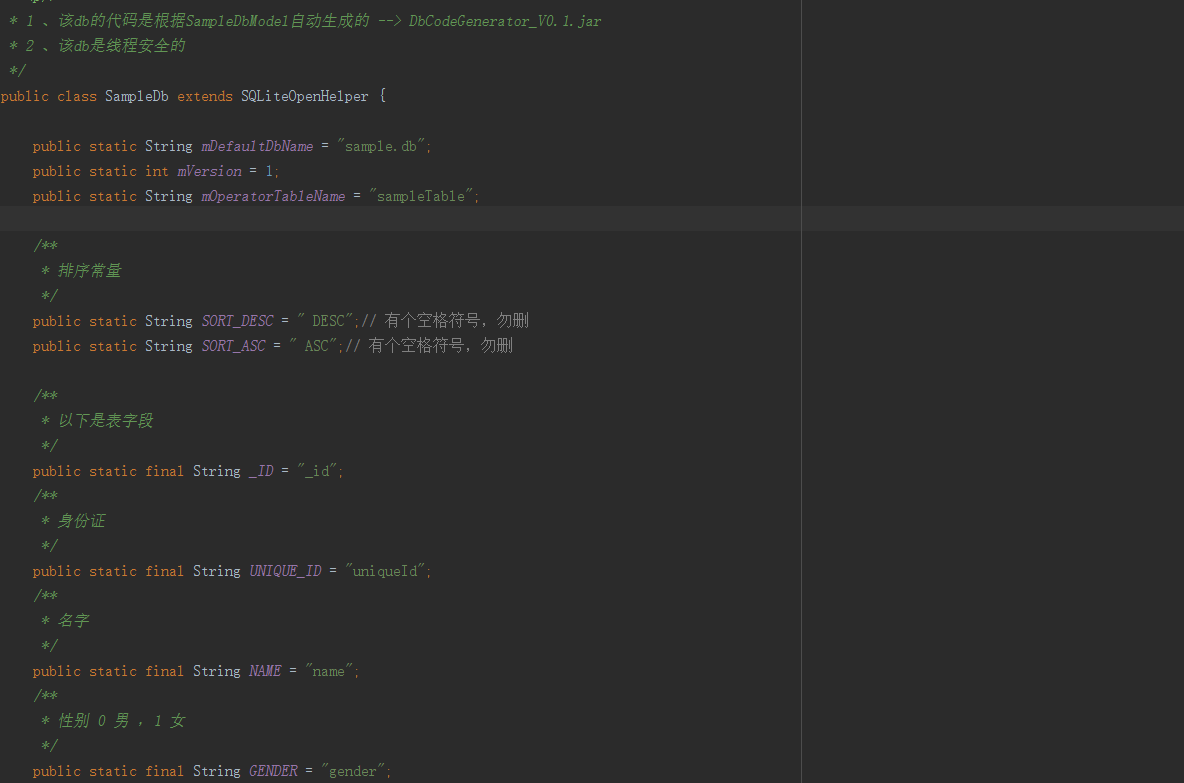 * 1 、该db的代码是根据SampleDbModel自动生成的 --> DbCodeGenerator_V0.1.jar
* 2 、该db是线程安全的
*/
public class SampleDb extends SQLiteOpenHelper {
public static String mDefaultDbName = "sample.db";
public static int mVersion = 1;
public static String mOperatorTableName = "sampleTable";
/**
* 排序常量
*/
public static String SORT_DESC = " DESC";// 有个空格符号，勿删
public static String SORT_ASC = " ASC";// 有个空格符号，勿删
/**
* 以下是表字段
*/
public static final String _ID = "_id";
/**
* 身份证
*/
public static final String UNIQUE_ID = "uniqueId";
/**
* 名字
*/
public static final String NAME = "name";
/**
* 性别 0 男 ，1 女
*/
public static final String GENDER = "gender";